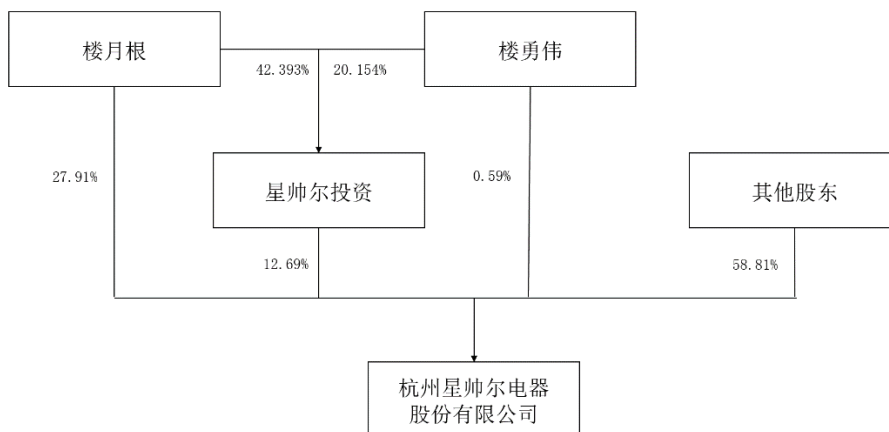 楼月根
楼勇伟
42.393%
20.154%
27.91%
星帅尔投资
0.59%
其他股东
12.69%
58.81%
杭州星帅尔电器
股份有限公司